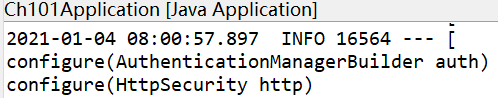 Ch101Application [Java Application]
2021-01-04 08:00:57.897  INFO 16564 --- [
configure(AuthenticationManagerBuilder auth)
configure(HttpSecurity http)